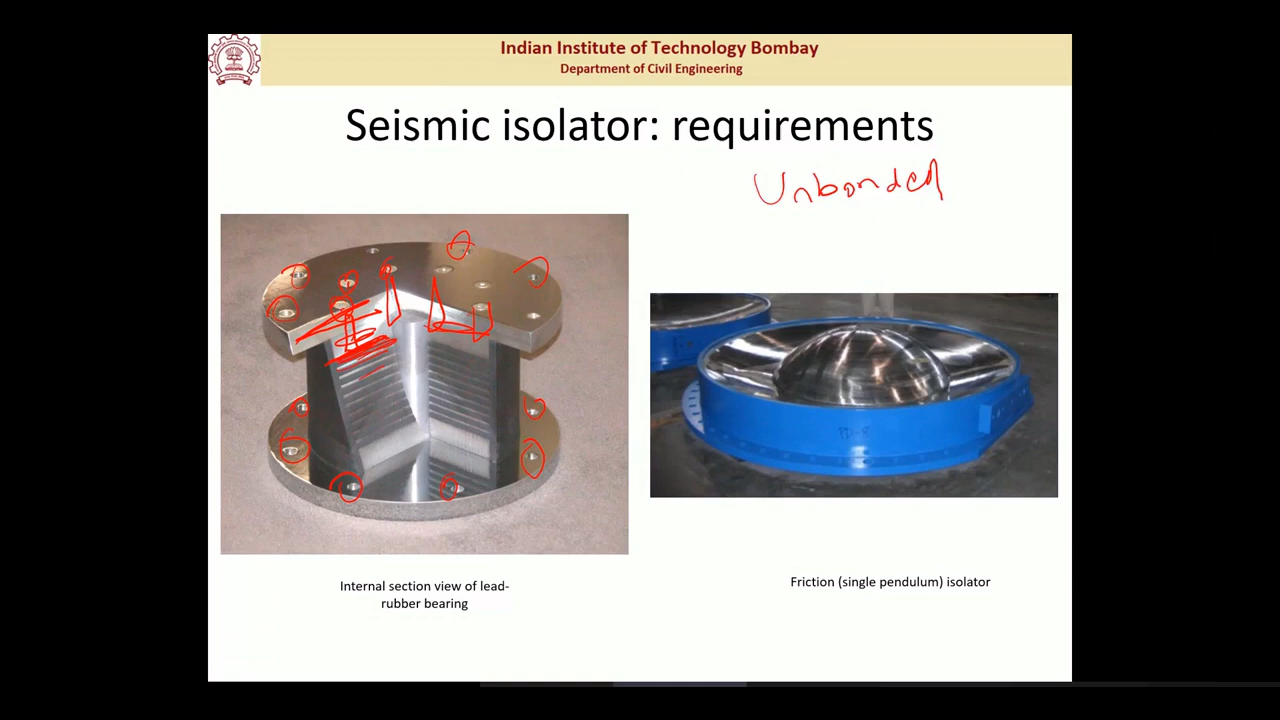 Indian Institute of Technology Bombay
Department of Civil Engineering
Seismic isolator: requirements
Unbonded
Internal section view of lead-
rubber bearing
Friction (single pendulum) isolator